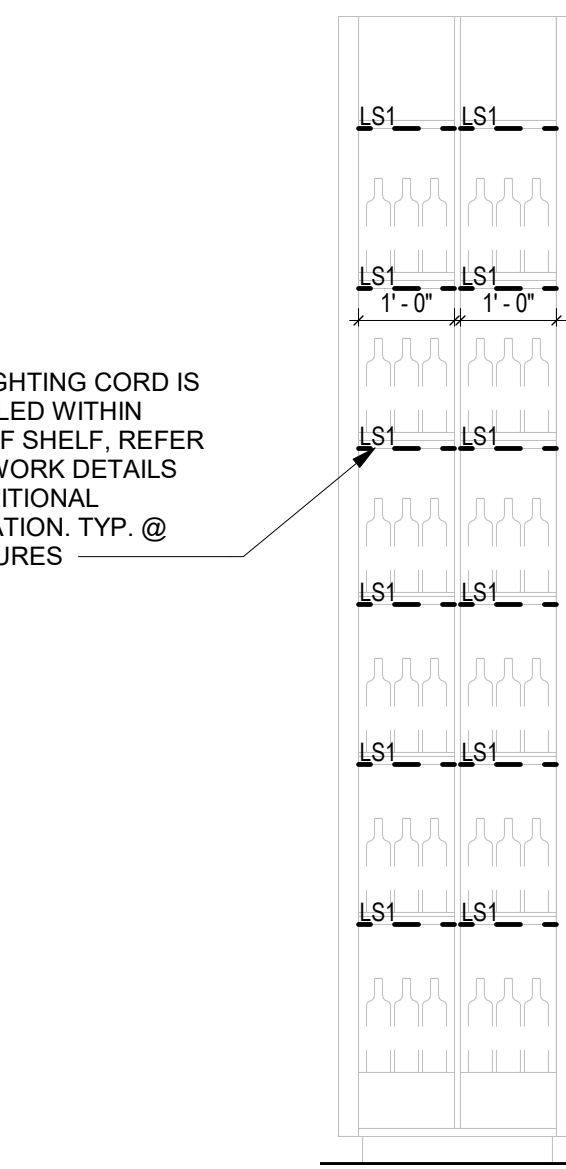 LS1 LS1
LS1 LS1
1' - 0" 1' - 0"
GHTING CORD IS
LED WITHIN
F SHELF, REFER
WORK DETAILS
ITIONAL
ATION. TYP. @
URES
LS1 LS1
LS1 LS1
LS1 LS1
LS1 LS1